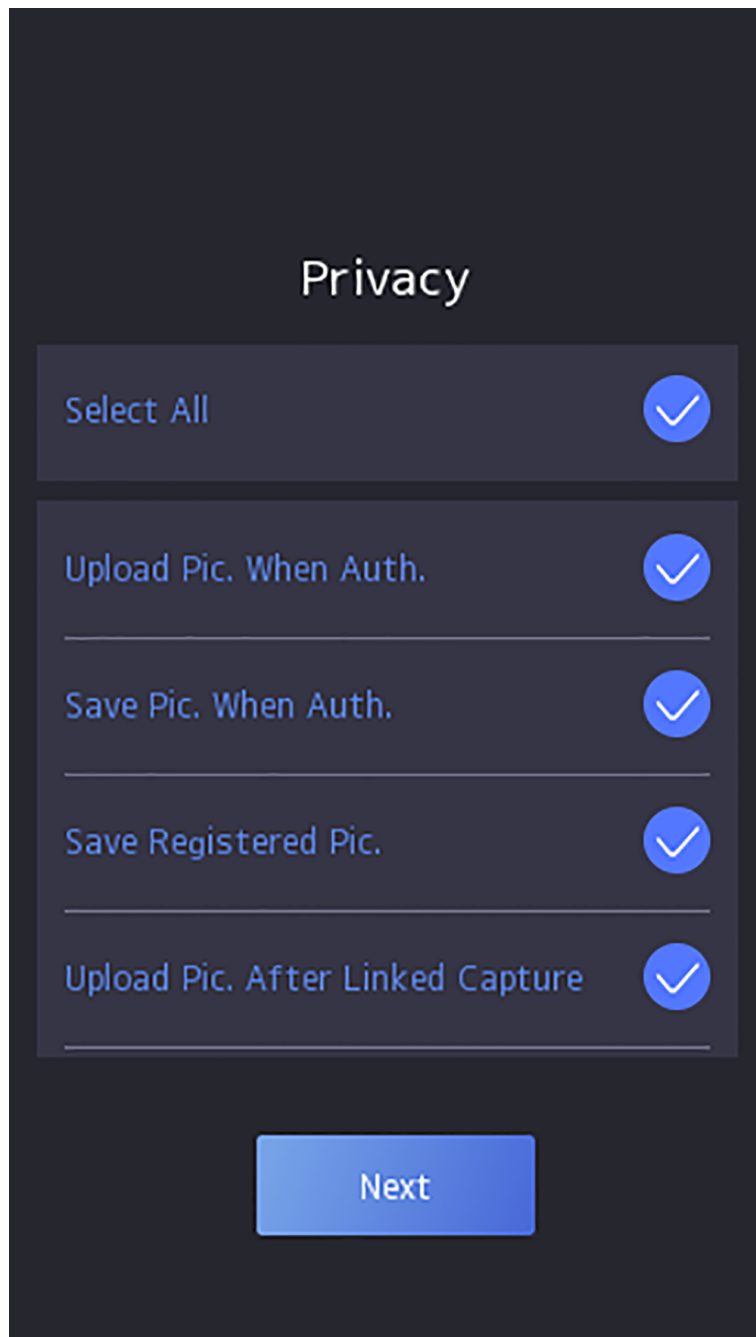 Privacy
Select All
Upload Pic. When Auth.
Save Pic. When Auth.
Save Registered Pic.
Upload Pic. After Linked Capture
Next